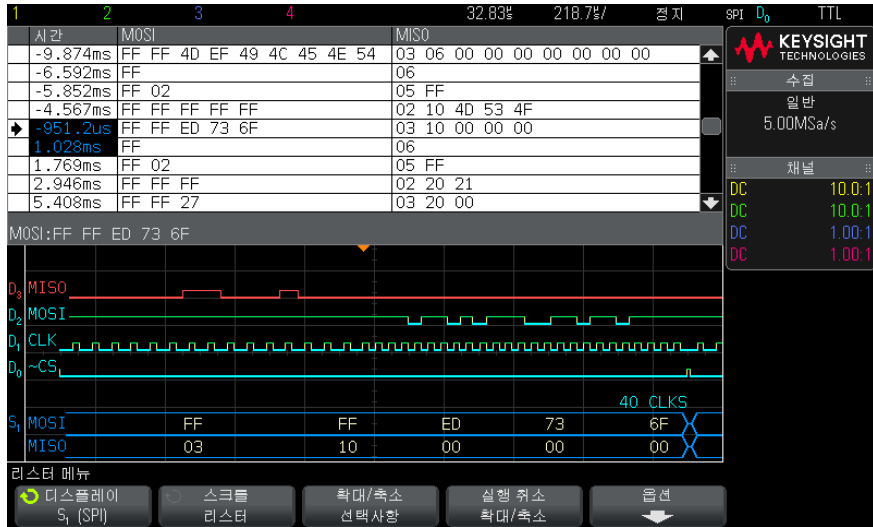 1 2 3 4 32.83% 218.7%/ 정지 SPI D0 TTL
시간 MOSI MISO
-9.874ms FF FF 4D EF 49 4C 45 4E 54 03 06 00 00 00 00 00 00 00
-6.592ms FF 06
-5.852ms FF 02 05 FF
-4.567ms FF FF FF FF FF 02 10 4D 53 4F
-951.2us FF FF ED 73 6F 03 10 00 00 00
1.028ms FF 06
1.769ms FF 02 05 FF
2.946ms FF FF FF 02 20 21
5.408ms FF FF 27 03 20 00
MOSI:FF FF ED 73 6F
D3 MISO
D2 MOSI
D1 CLK
D0 ~CS
40 CLKS
S1 MOSI FF FF ED 73 6F
MISO 03 10 00 00 00
KEYSIGHT
TECHNOLOGIES
수집
일반
5.00MSa/s
채널
DC 10.0:1
DC 10.0:1
DC 1.00:1
DC 1.00:1
리스터 메뉴
디스플레이
S1 (SPI)
스크롤
리스터
확대/축소
선택사항
실행 취소
확대/축소
옵션